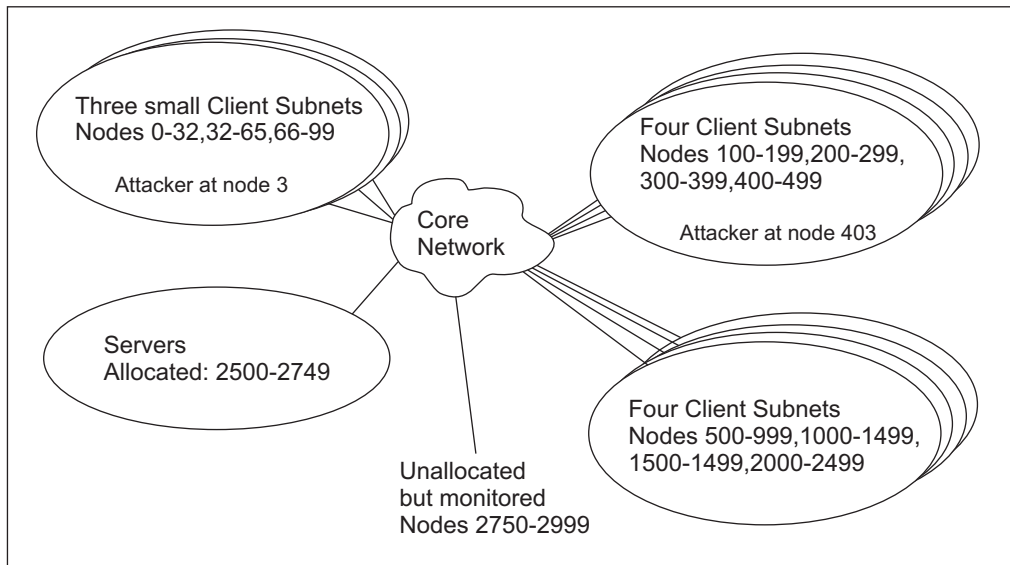 Three small Client Subnets
Nodes 0-32,32-65,66-99
Attacker at node 3
Four Client Subnets
Nodes 100-199,200-299,
300-399,400-499
Attacker at node 403
Core
Network
Servers
Allocated: 2500-2749
Unallocated
but monitored
Nodes 2750-2999
Four Client Subnets
Nodes 500-999,1000-1499,
1500-1499,2000-2499